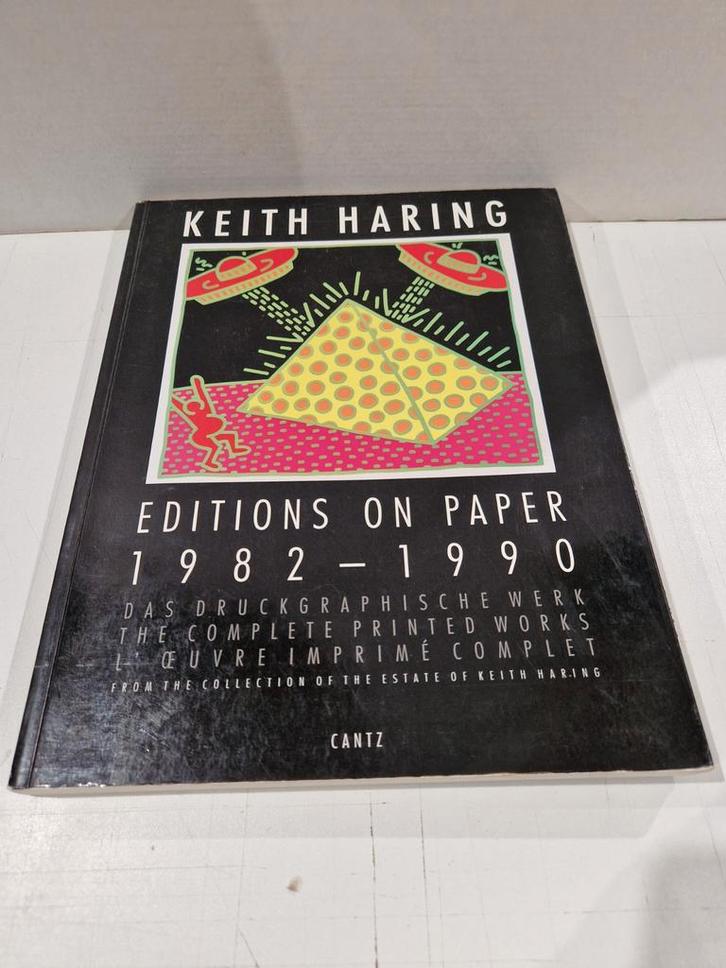 KEITH HARING
EDITIONS ON PAPER
1982–1990
DAS DRUCKGRAPHISCHE WERK
THE COMPLETE PRINTED WORKS
L'ŒUVRE IMPRIMÉ COMPLET
FROM THE COLLECTION OF THE ESTATE OF KEITH HARING
CANTZ